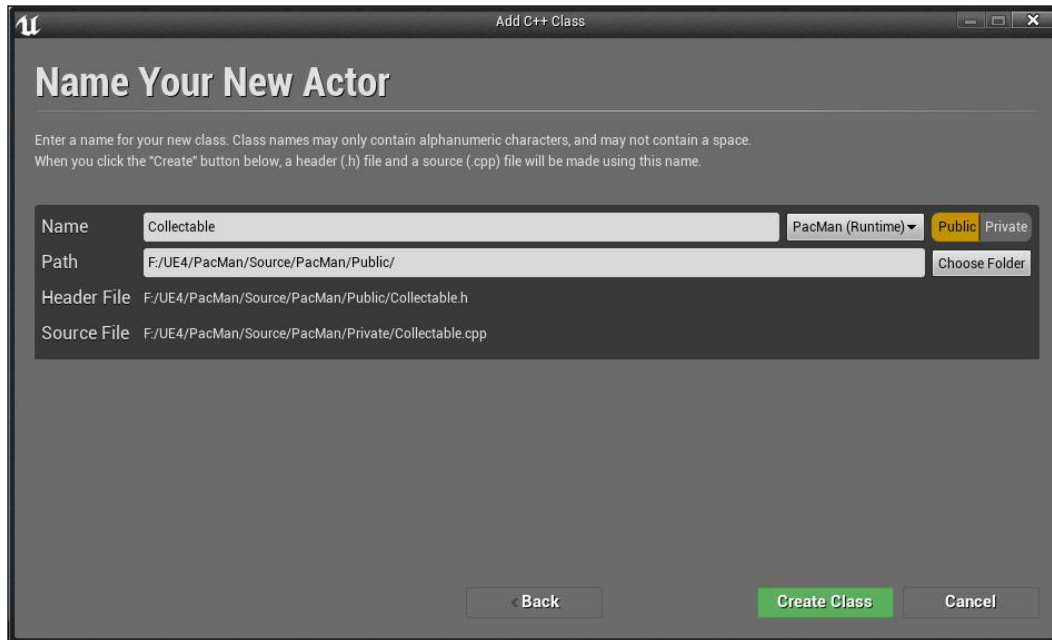 Add C++ Class
Name Your New Actor
Enter a name for your new class. Class names may only contain alphanumeric characters, and may not contain a space.
When you click the "Create" button below, a header (.h) file and a source (.cpp) file will be made using this name.
Name Collectable PacMan (Runtime) Public Private
Path F:/UE4/PacMan/Source/PacMan/Public/ Choose Folder
Header File F:/UE4/PacMan/Source/PacMan/Public/Collectable.h
Source File F:/UE4/PacMan/Source/PacMan/Private/Collectable.cpp
Back Create Class Cancel